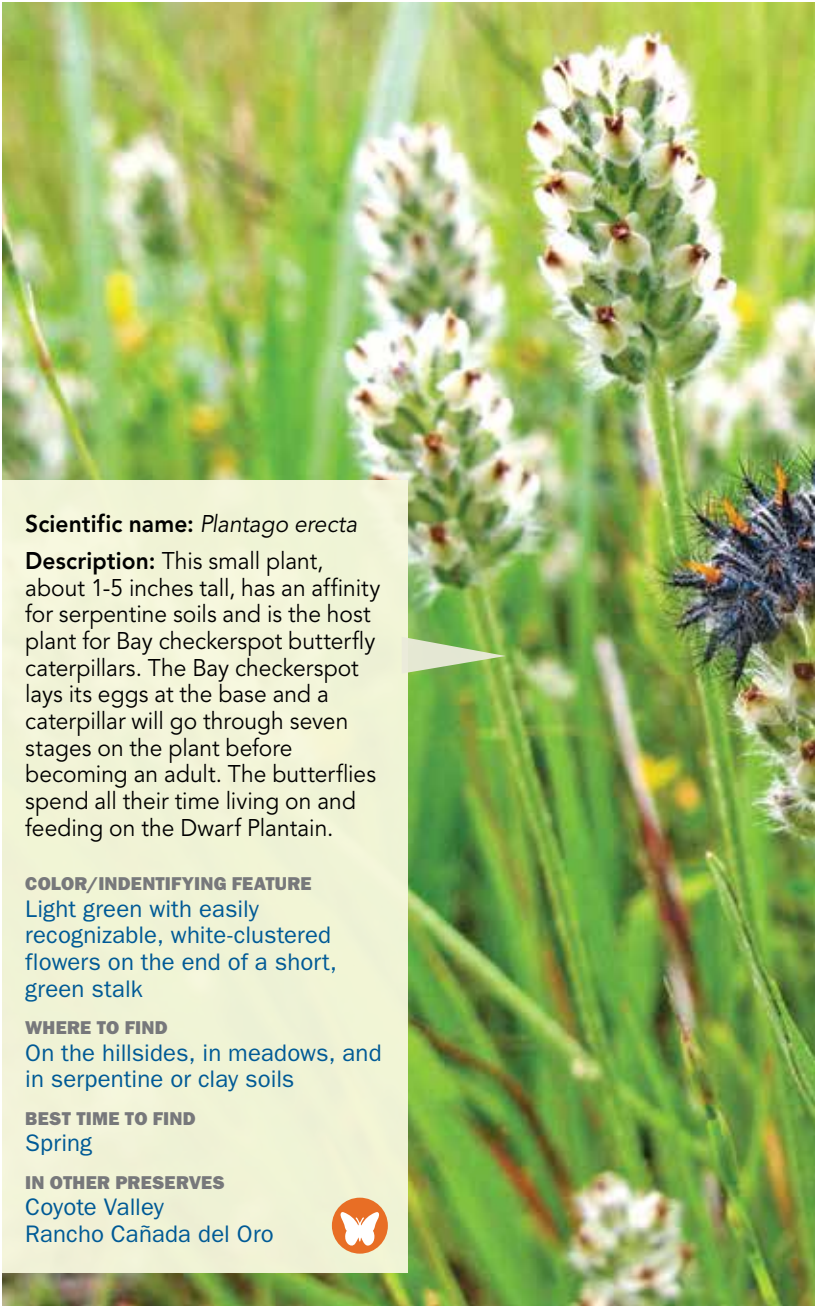 Scientific name: Plantago erecta
Description: This small plant,
about 1-5 inches tall, has an affinity
for serpentine soils and is the host
plant for Bay checkerspot butterfly
caterpillars. The Bay checkerspot
lays its eggs at the base and a
caterpillar will go through seven
stages on the plant before
becoming an adult. The butterflies
spend all their time living on and
feeding on the Dwarf Plantain.
COLOR/INDENTIFYING FEATURE
Light green with easily
recognizable, white-clustered
flowers on the end of a short,
green stalk
WHERE TO FIND
On the hillsides, in meadows, and
in serpentine or clay soils
BEST TIME TO FIND
Spring
IN OTHER PRESERVES
Coyote Valley
Rancho Cañada del Oro